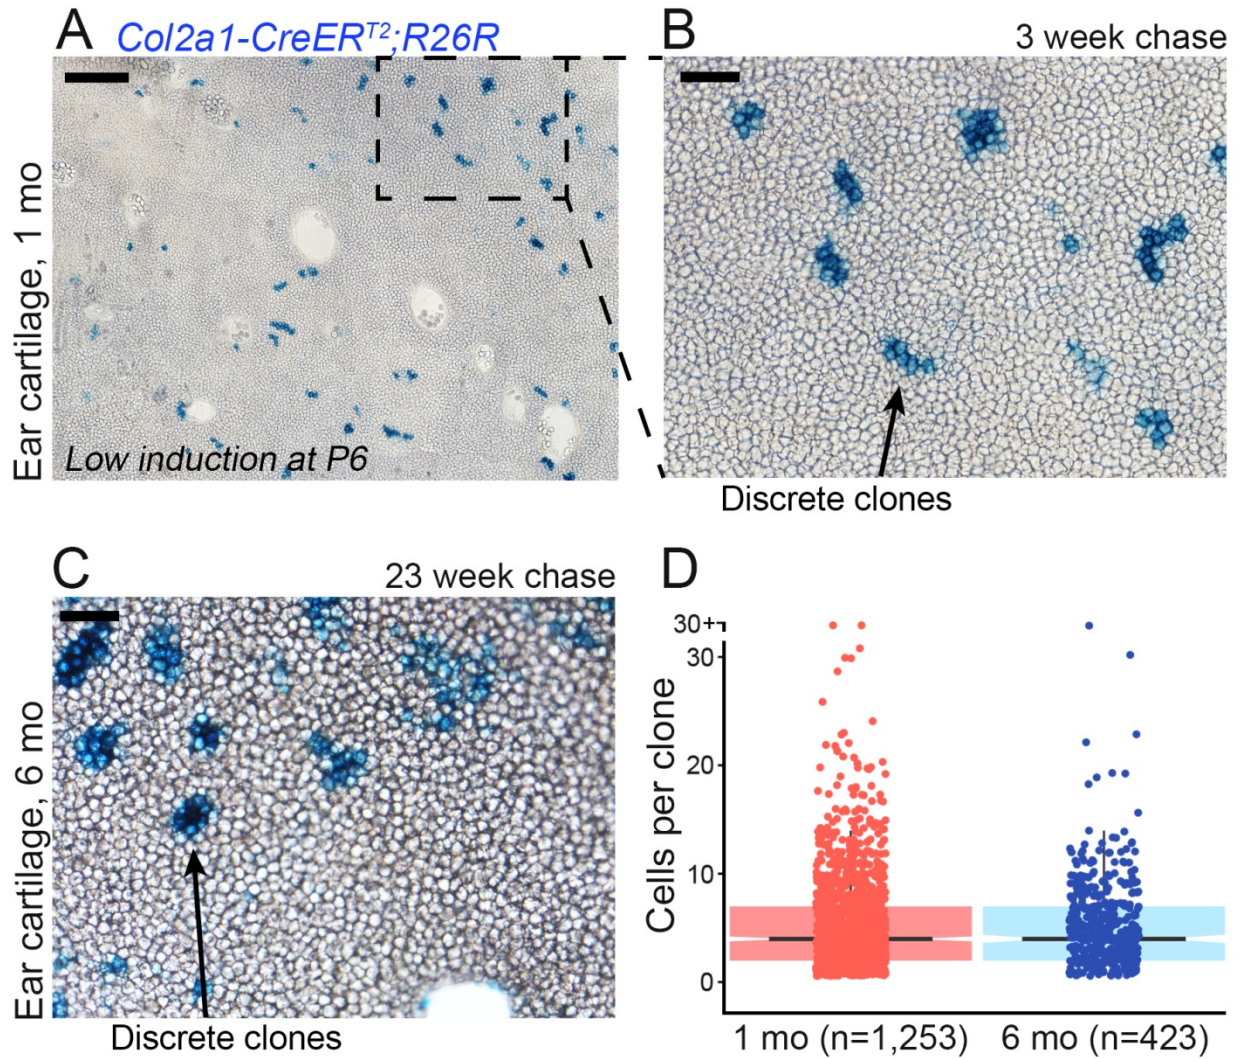 A Col2a1-CreERT2;R26R
Ear cartilage, 1 mo
Low induction at P6
B 3 week chase
Discrete clones
C 23 week chase
Ear cartilage, 6 mo
Discrete clones
D
Cells per clone
30+
30
20
10
0
1 mo (n=1,253) 6 mo (n=423)